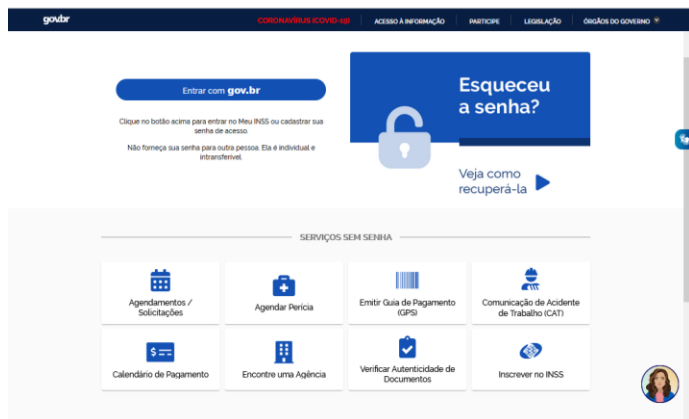 gov.br
CORONAVÍRUS (COVID-19)
ACESSO À INFORMAÇÃO
PARTICIPE
LEGISLAÇÃO
ÓRGÃOS DO GOVERNO
Entrar com gov.br
Clique no botão acima para entrar no Meu INSS ou cadastrar sua
senha de acesso.
Não forneça sua senha para outra pessoa. Ela é individual e
intransferível.
Esqueceu
a senha?
Veja como
recuperá-la
SERVIÇOS SEM SENHA
Agendamentos /
Solicitações
Agendar Perícia
Emitir Guia de Pagamento
(GPS)
Comunicação de Acidente
de Trabalho (CAT)
Calendário de Pagamento
Encontre uma Agência
Verificar Autenticidade de
Documentos
Inscrever no INSS